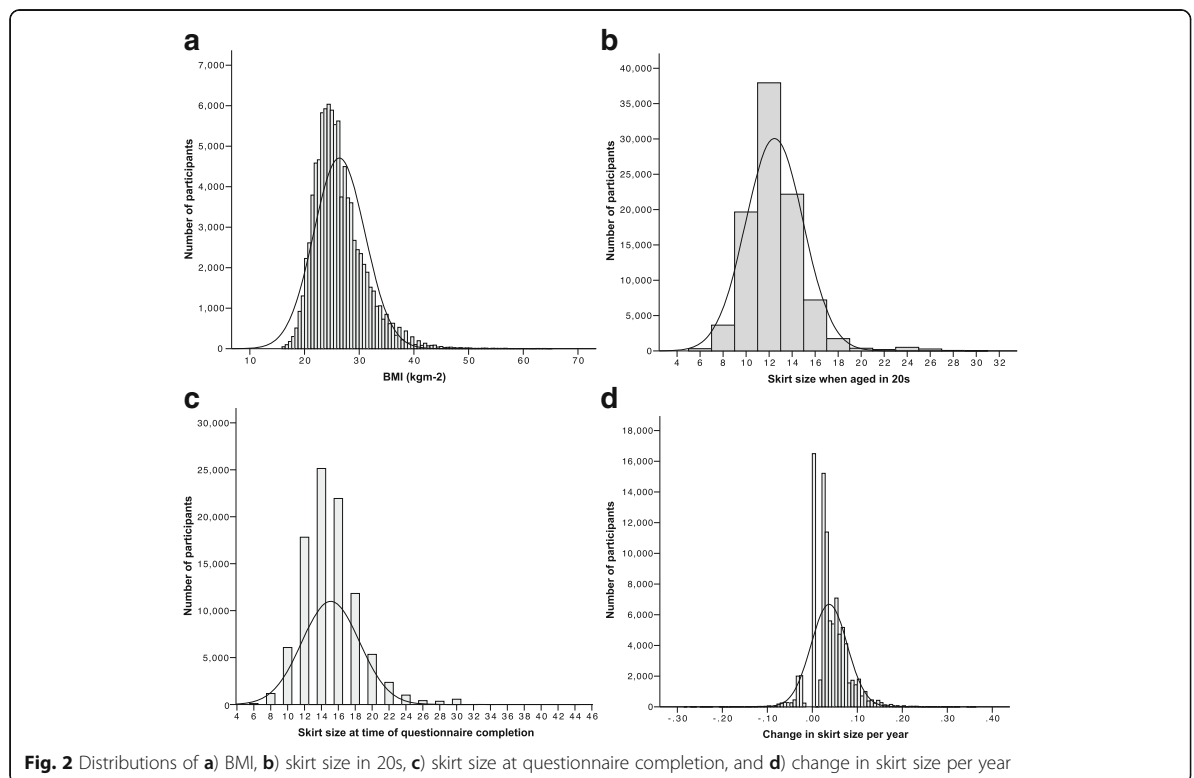 a
7,000
6,000
5,000
4,000
3,000
2,000
1,000
0
Number of participants
10 20 30 40 50 60 70
BMI (kgm-2)
b
40,000
35,000
30,000
25,000
20,000
15,000
10,000
5,000
0
Number of participants
4 6 8 10 12 14 16 18 20 22 24 26 28 30 32
Skirt size when aged in 20s
c
30,000
25,000
20,000
15,000
10,000
5,000
0
Number of participants
4 6 8 10 12 14 16 18 20 22 24 26 28 30 32 34 36 38 40 42 44 46
Skirt size at time of questionnaire completion
d
18,000
16,000
14,000
12,000
10,000
8,000
6,000
4,000
2,000
0
Number of participants
-.30 -.20 -.10 .00 .10 .20 .30 .40
Change in skirt size per year
Fig. 2 Distributions of a) BMI, b) skirt size in 20s, c) skirt size at questionnaire completion, and d) change in skirt size per year